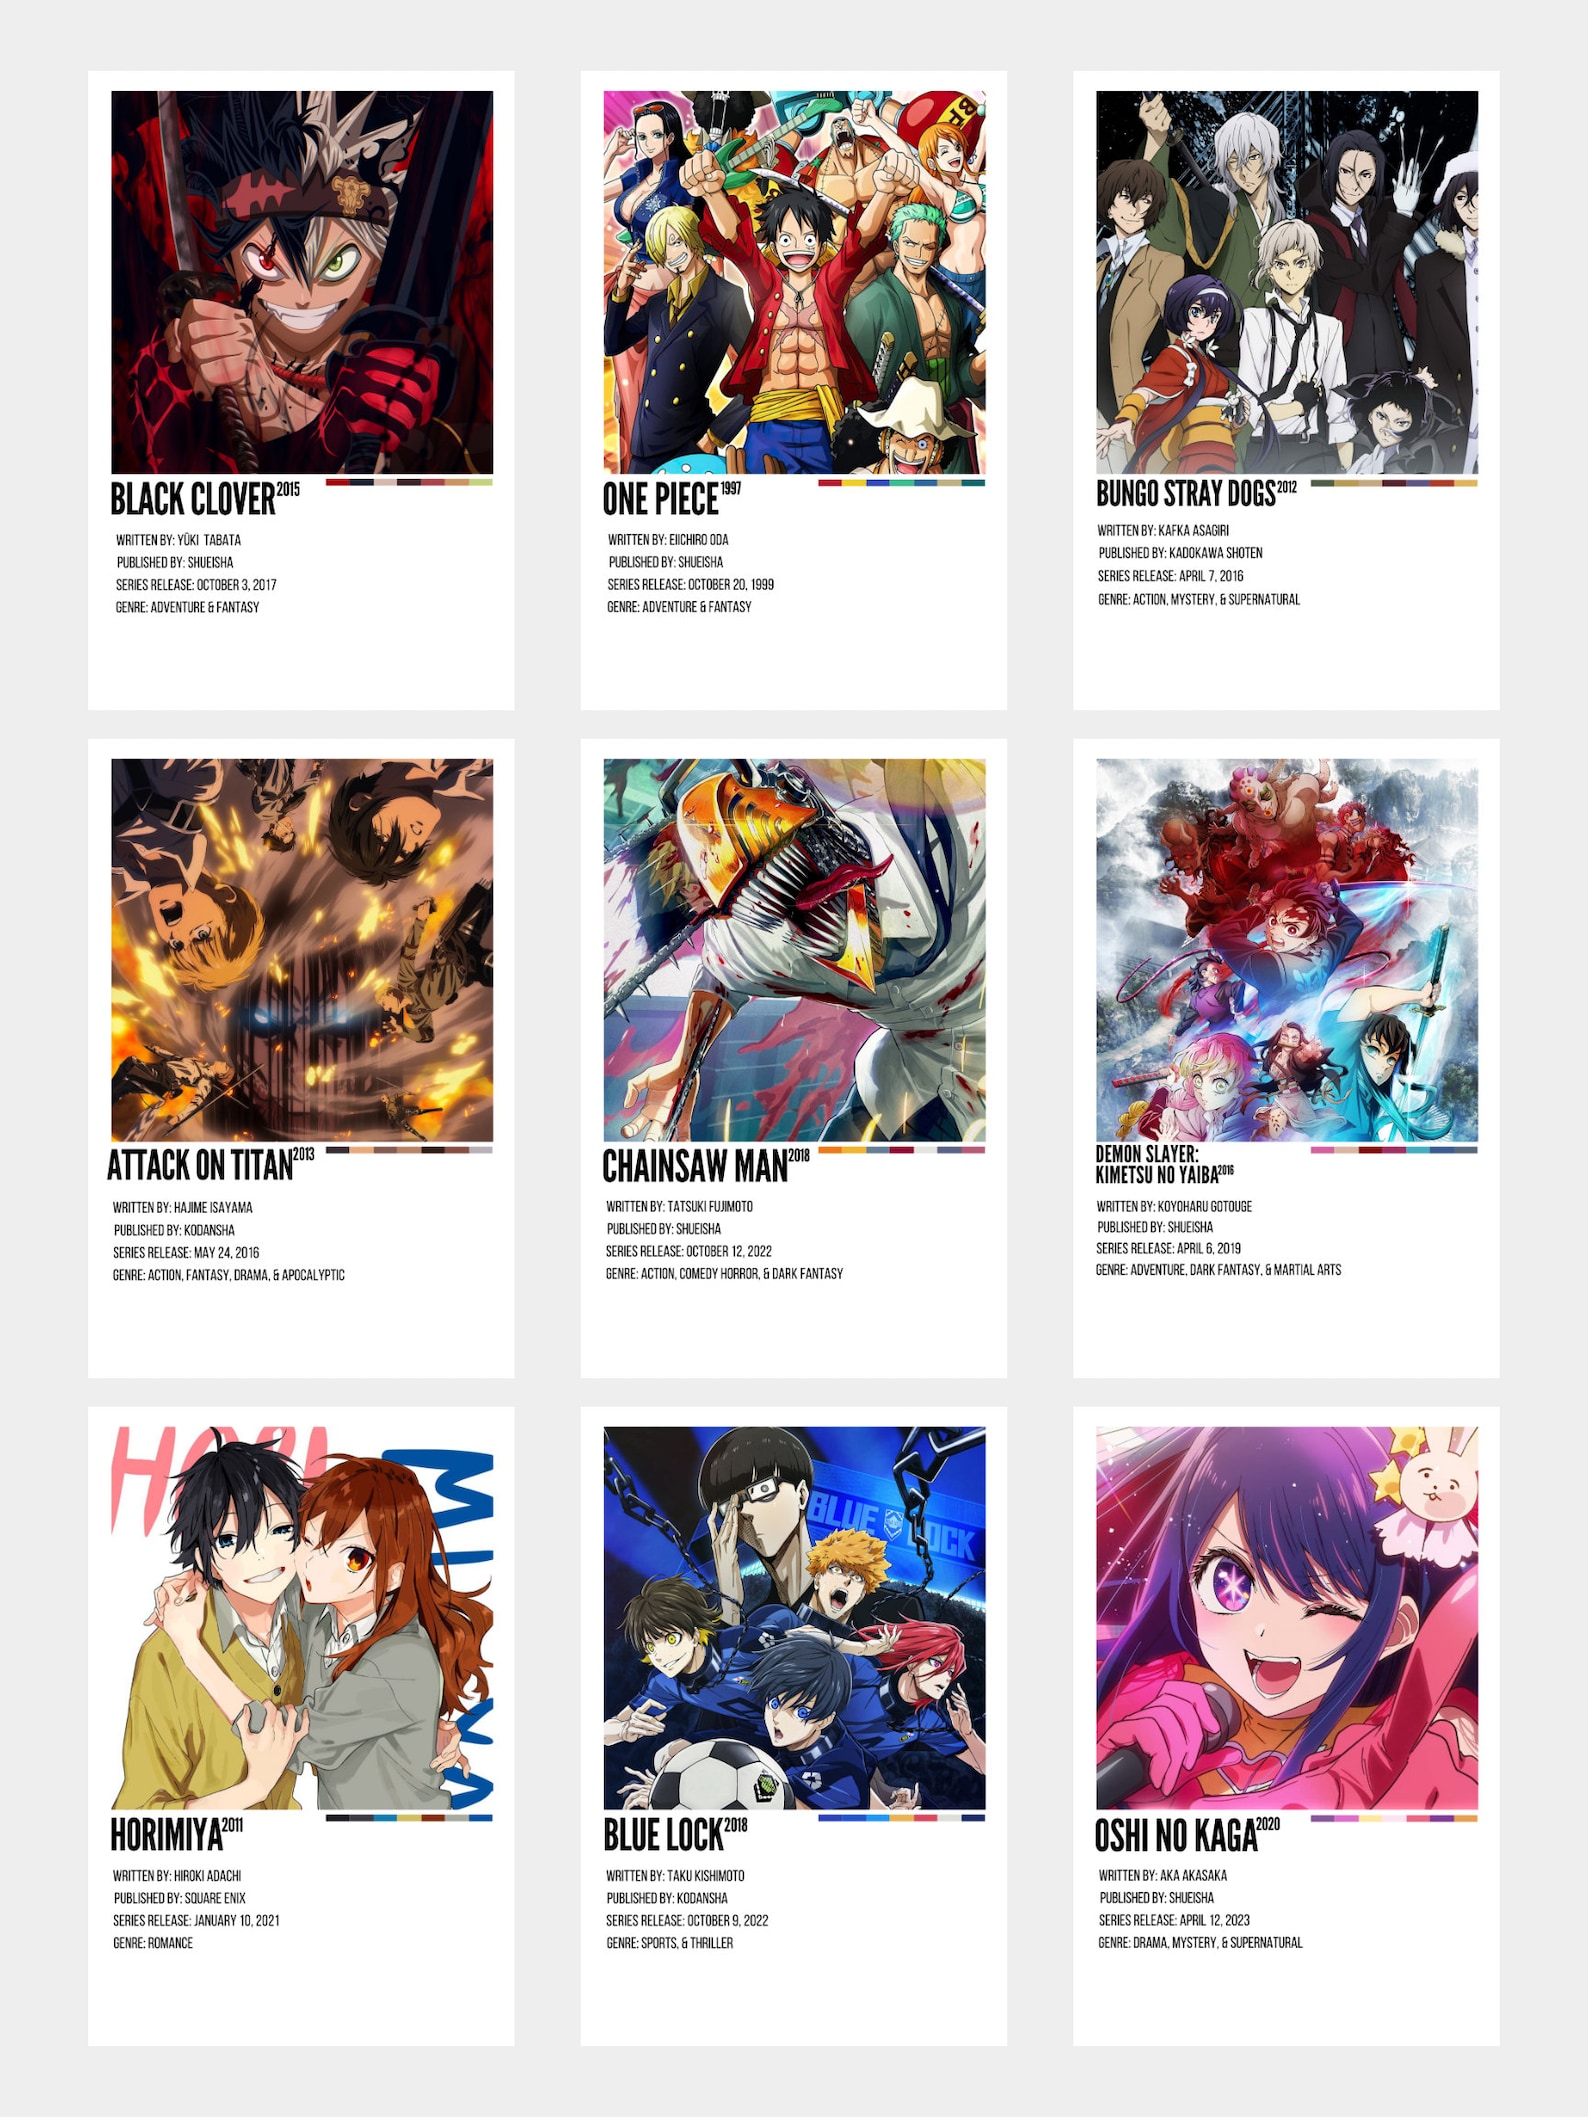 BLACK CLOVER 2015
WRITTEN BY: YŪKI TABATA
PUBLISHED BY: SHUEISHA
SERIES RELEASE: OCTOBER 3, 2017
GENRE: ADVENTURE & FANTASY
ONE PIECE 1997
WRITTEN BY: EIICHIRO ODA
PUBLISHED BY: SHUEISHA
SERIES RELEASE: OCTOBER 20, 1999
GENRE: ADVENTURE & FANTASY
BUNGO STRAY DOGS 2012
WRITTEN BY: KAFKA ASAGIRI
PUBLISHED BY: KADOKAWA SHOTEN
SERIES RELEASE: APRIL 7, 2016
GENRE: ACTION, MYSTERY, & SUPERNATURAL
ATTACK ON TITAN 2013
WRITTEN BY: HAJIME ISAYAMA
PUBLISHED BY: KODANSHA
SERIES RELEASE: MAY 24, 2016
GENRE: ACTION, FANTASY, DRAMA, & APOCALYPTIC
CHAINSAW MAN 2018
WRITTEN BY: TATSUKI FUJIMOTO
PUBLISHED BY: SHUEISHA
SERIES RELEASE: OCTOBER 12, 2022
GENRE: ACTION, COMEDY HORROR, & DARK FANTASY
DEMON SLAYER:
KIMETSU NO YAIBA 2016
WRITTEN BY: KOYOHARU GOTOUGE
PUBLISHED BY: SHUEISHA
SERIES RELEASE: APRIL 6, 2019
GENRE: ADVENTURE, DARK FANTASY, & MARTIAL ARTS
HORI
MIYA
HORIMIYA 2011
WRITTEN BY: HIROKI ADACHI
PUBLISHED BY: SQUARE ENIX
SERIES RELEASE: JANUARY 10, 2021
GENRE: ROMANCE
BLUE LOCK
BLUE LOCK 2018
WRITTEN BY: TAKU KISHIMOTO
PUBLISHED BY: KODANSHA
SERIES RELEASE: OCTOBER 9, 2022
GENRE: SPORTS, & THRILLER
OSHI NO KAGA 2020
WRITTEN BY: AKA AKASAKA
PUBLISHED BY: SHUEISHA
SERIES RELEASE: APRIL 12, 2023
GENRE: DRAMA, MYSTERY, & SUPERNATURAL